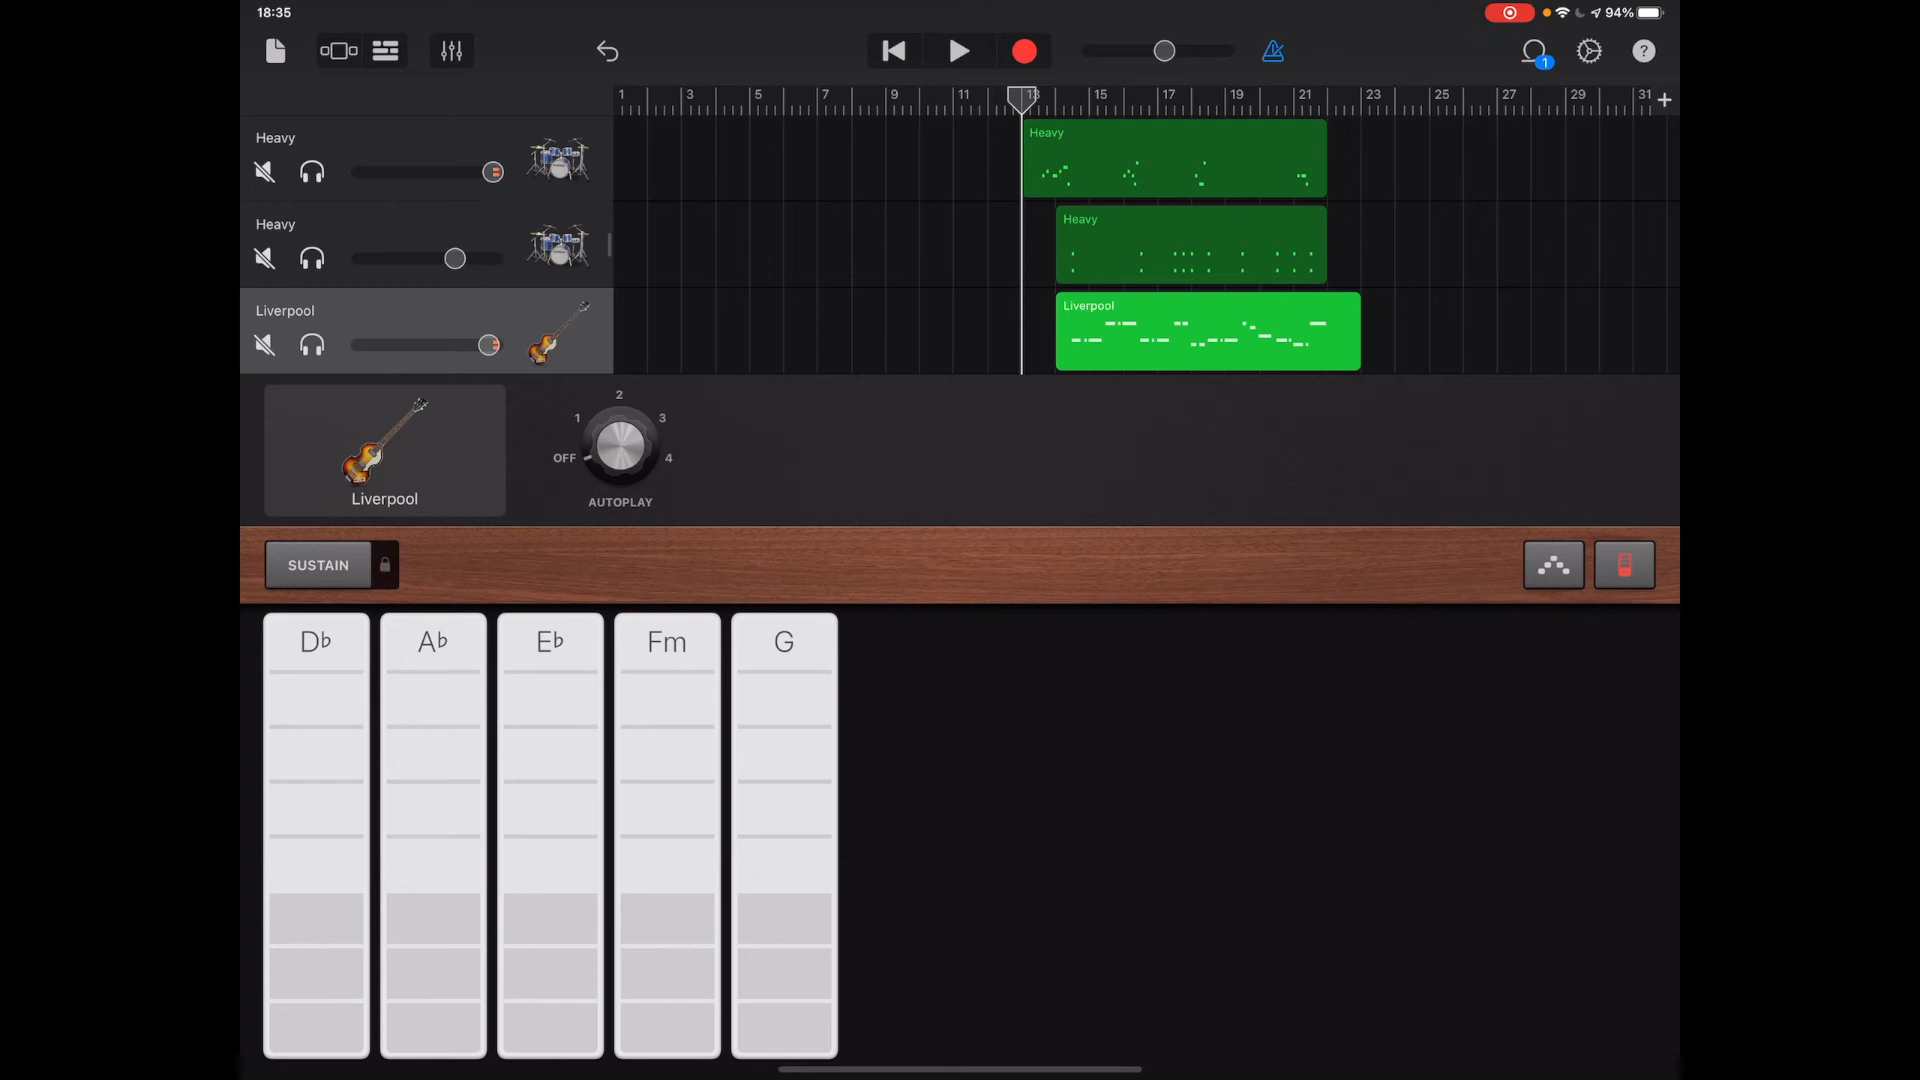 18:35
94%
1
1 3 5 7 9 11 13 15 17 19 21 23 25 27 29 31
Heavy
Heavy
Heavy
Heavy
Liverpool
Liverpool
2
1 3
OFF 4
Liverpool
AUTOPLAY
SUSTAIN
D♭ A♭ E♭ Fm G